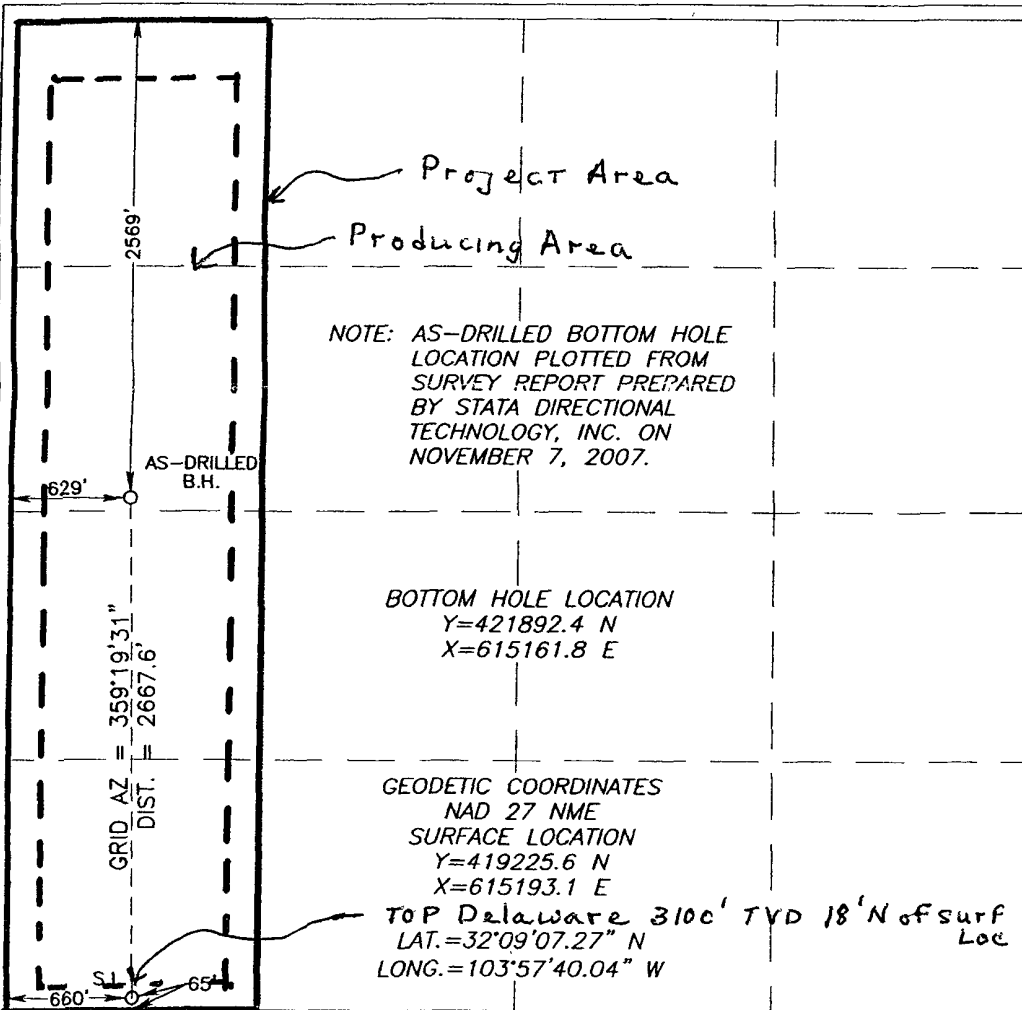 Project Area
Producing Area
2569'
NOTE: AS-DRILLED BOTTOM HOLE
LOCATION PLOTTED FROM
SURVEY REPORT PREPARED
BY STATA DIRECTIONAL
TECHNOLOGY, INC. ON
NOVEMBER 7, 2007.
AS-DRILLED
B.H.
629'
BOTTOM HOLE LOCATION
Y=421892.4 N
X=615161.8 E
GRID AZ = 359°19'31"
DIST. = 2667.6'
GEODETIC COORDINATES
NAD 27 NME
SURFACE LOCATION
Y=419225.6 N
X=615193.1 E
TOP Delaware 3100' TVD 18' N of surf
Loc
LAT.=32°09'07.27" N
LONG.=103°57'40.04" W
S.L.
660'
65'